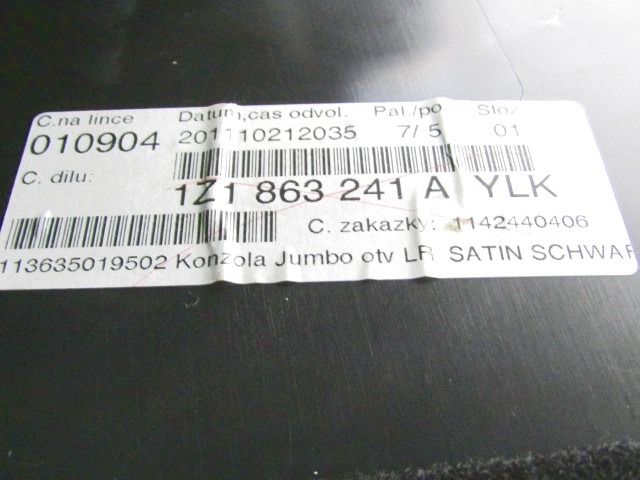 C.na lince Datum,cas odvol. Pal./po Sloz
010904 201110212035 7/ 5 01
C. dilu: 1Z1 863 241 A YLK
C. zakazky: 1142440406
113635019502 Konzola Jumbo otv LR SATIN SCHWAR